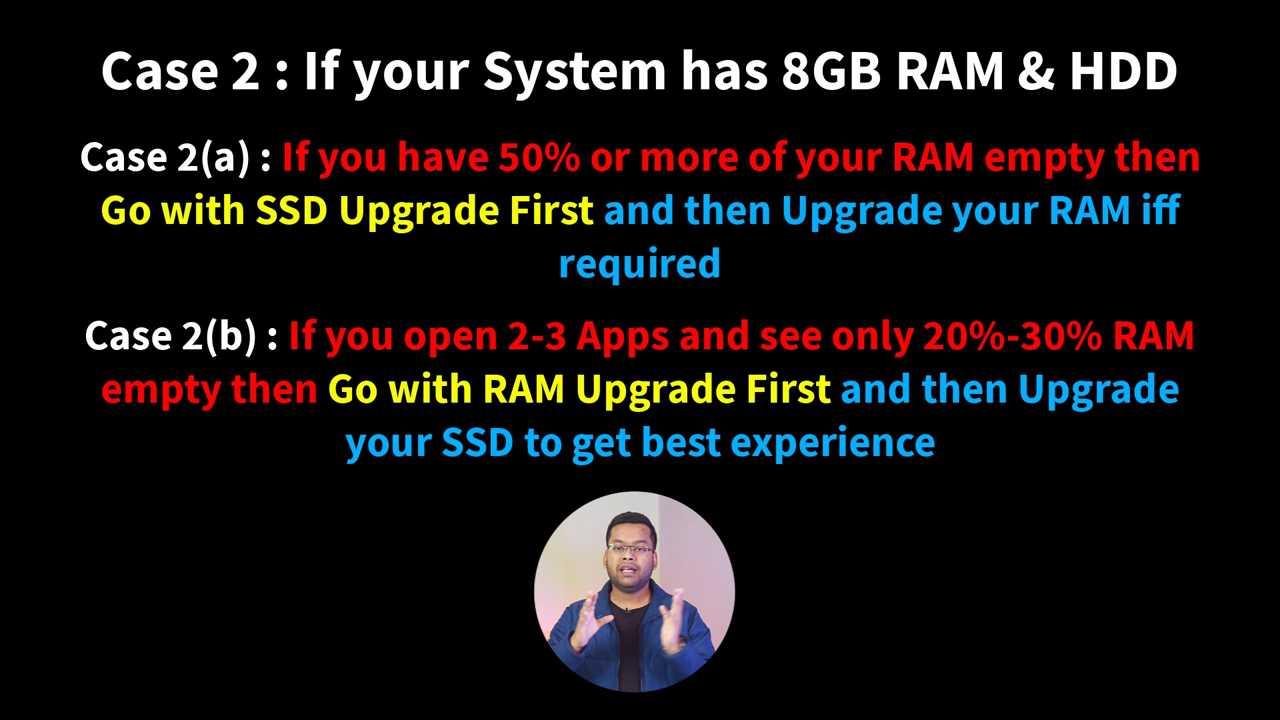 Case 2 : If your System has 8GB RAM & HDD
Case 2(a) : If you have 50% or more of your RAM empty then
Go with SSD Upgrade First and then Upgrade your RAM iff
required
Case 2(b) : If you open 2-3 Apps and see only 20%-30% RAM
empty then Go with RAM Upgrade First and then Upgrade
your SSD to get best experience